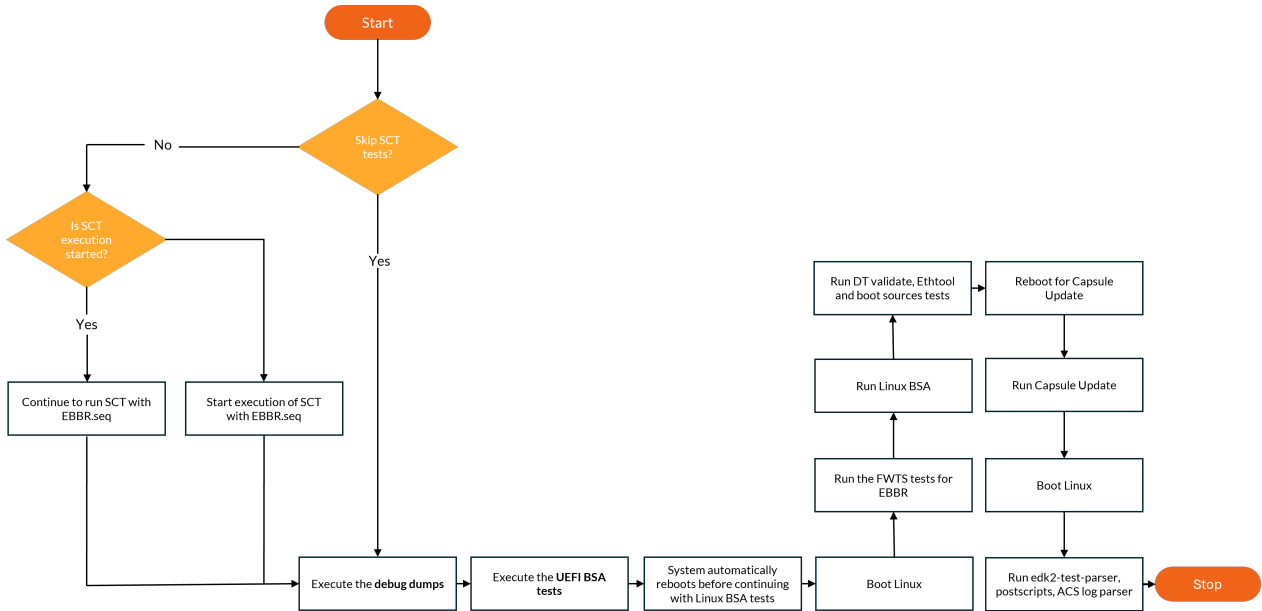 Start
Skip SCT
tests?
No
Is SCT
execution
started?
Yes
Yes
Continue to run SCT with
EBBR.seq
Start execution of SCT
with EBBR.seq
Execute the debug dumps
Execute the UEFI BSA
tests
System automatically
reboots before continuing
with Linux BSA tests
Boot Linux
Run the FWTS tests for
EBBR
Run Linux BSA
Run DT validate, Ethtool
and boot sources tests
Reboot for Capsule
Update
Run Capsule Update
Boot Linux
Run edk2-test-parser,
postscripts, ACS log parser
Stop